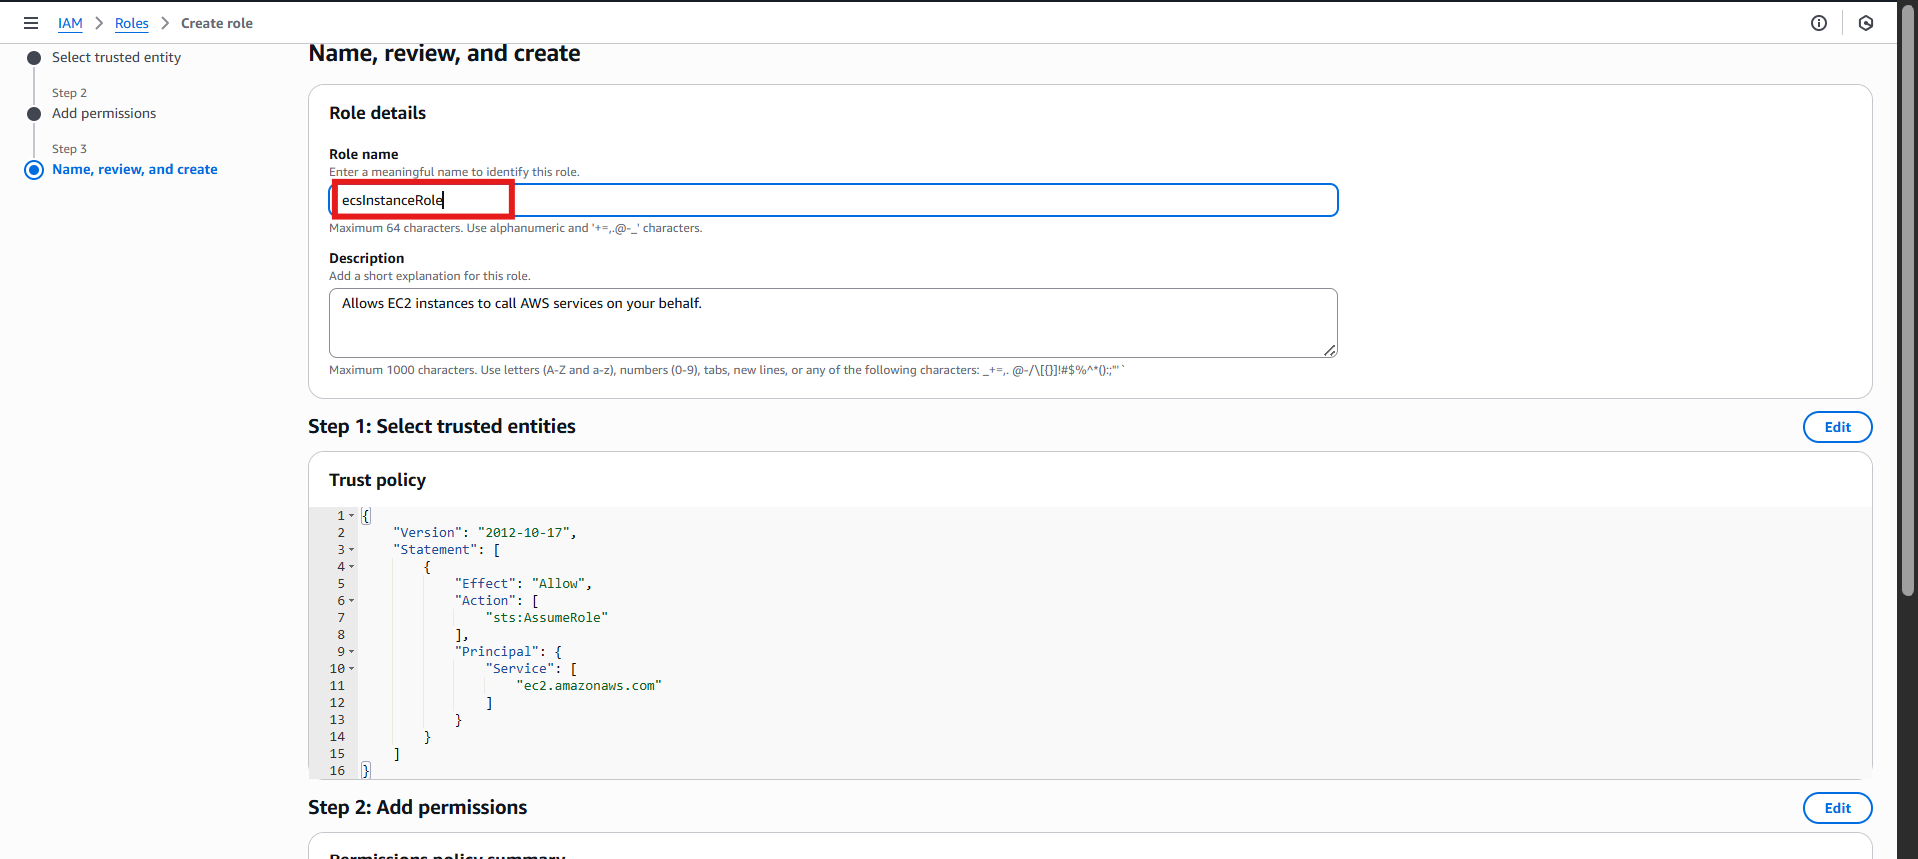 IAM > Roles > Create role
Select trusted entity
Step 2
Add permissions
Step 3
Name, review, and create
Name, review, and create
Role details
Role name
Enter a meaningful name to identify this role.
ecsInstanceRole
Maximum 64 characters. Use alphanumeric and '+=,.@-_' characters.
Description
Add a short explanation for this role.
Allows EC2 instances to call AWS services on your behalf.
Maximum 1000 characters. Use letters (A-Z and a-z), numbers (0-9), tabs, new lines, or any of the following characters: _+=,. @-/\[{}]!#$%^*();:"'`
Step 1: Select trusted entities
Edit
Trust policy
1 {
2 "Version": "2012-10-17",
3 "Statement": [
4 {
5 "Effect": "Allow",
6 "Action": [
7 "sts:AssumeRole"
8 ],
9 "Principal": {
10 "Service": [
11 "ec2.amazonaws.com"
12 ]
13 }
14 }
15 ]
16 }
Step 2: Add permissions
Edit
Permissions policy summary